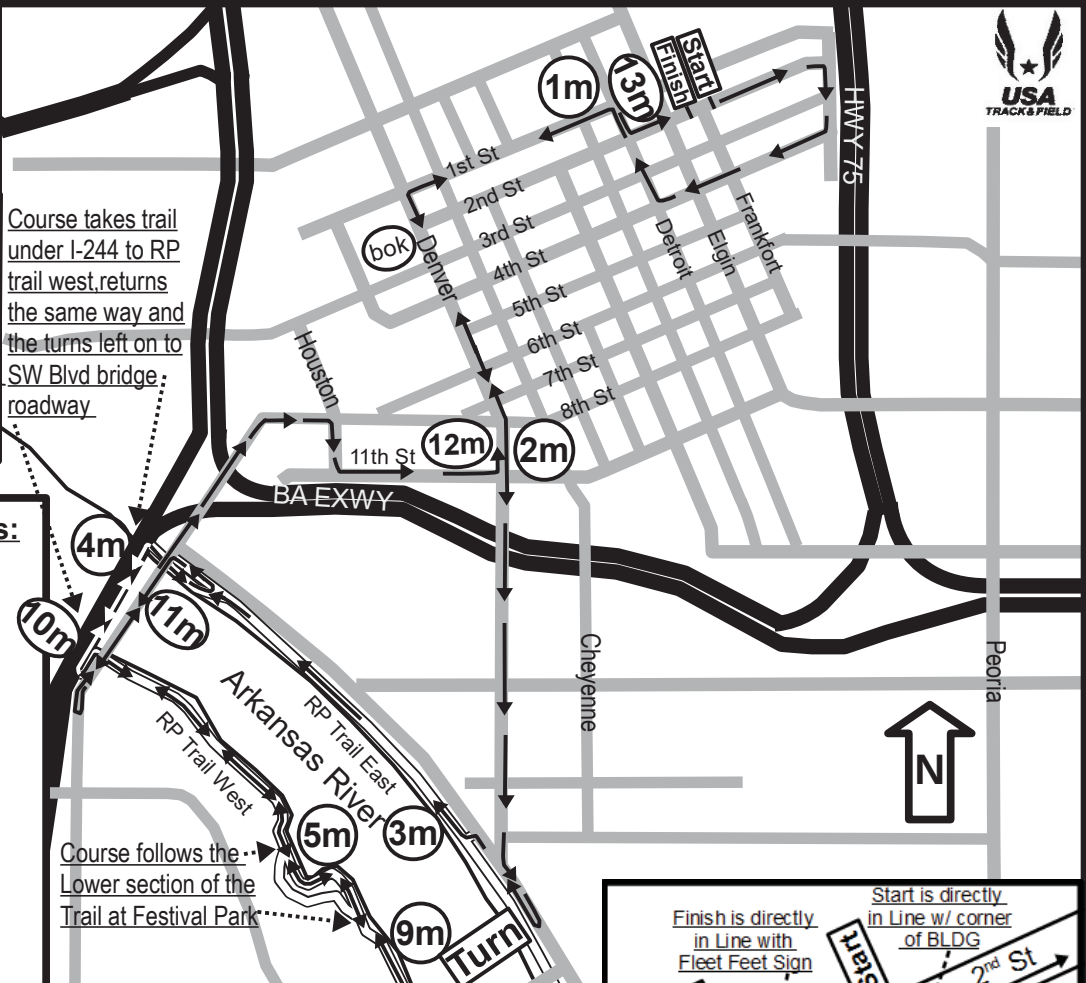 USA
TRACK&FIELD
Start
Finish
13m
1m
HWY 75
1st St
2nd St
3rd St
4th St
5th St
6th St
7th St
8th St
bok
Denver
Detroit
Elgin
Frankfort
Course takes trail
under I-244 to RP
trail west,returns
the same way and
the turns left on to
SW Blvd bridge
roadway
Houston
12m
2m
11th St
BA EXWY
s:
4m
10m
11m
Cheyenne
Peoria
Arkansas River
RP Trail East
RP Trail West
N
5m
3m
Course follows the
Lower section of the
Trail at Festival Park
9m
Turn
Finish is directly
in Line with
Fleet Feet Sign
Start is directly
in Line w/ corner
of BLDG
Start
2nd St